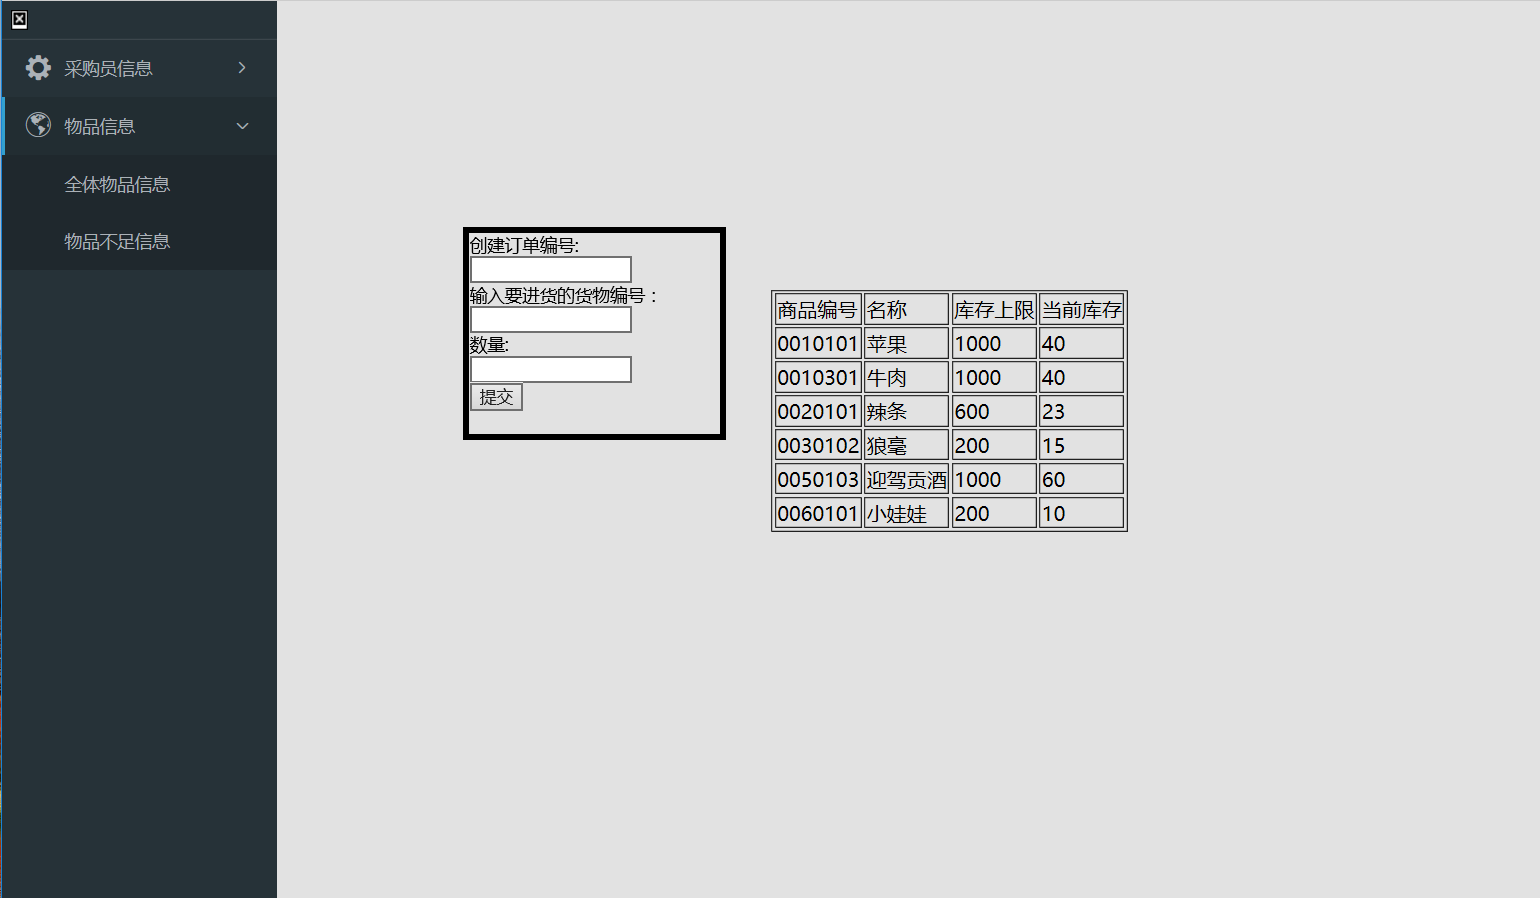 采购员信息
物品信息
全体物品信息
物品不足信息
创建订单编号:
输入要进货的货物编号：
数量:
提交
商品编号 名称 库存上限 当前库存
0010101 苹果 1000 40
0010301 牛肉 1000 40
0020101 辣条 600 23
0030102 狼毫 200 15
0050103 迎驾贡酒 1000 60
0060101 小娃娃 200 10